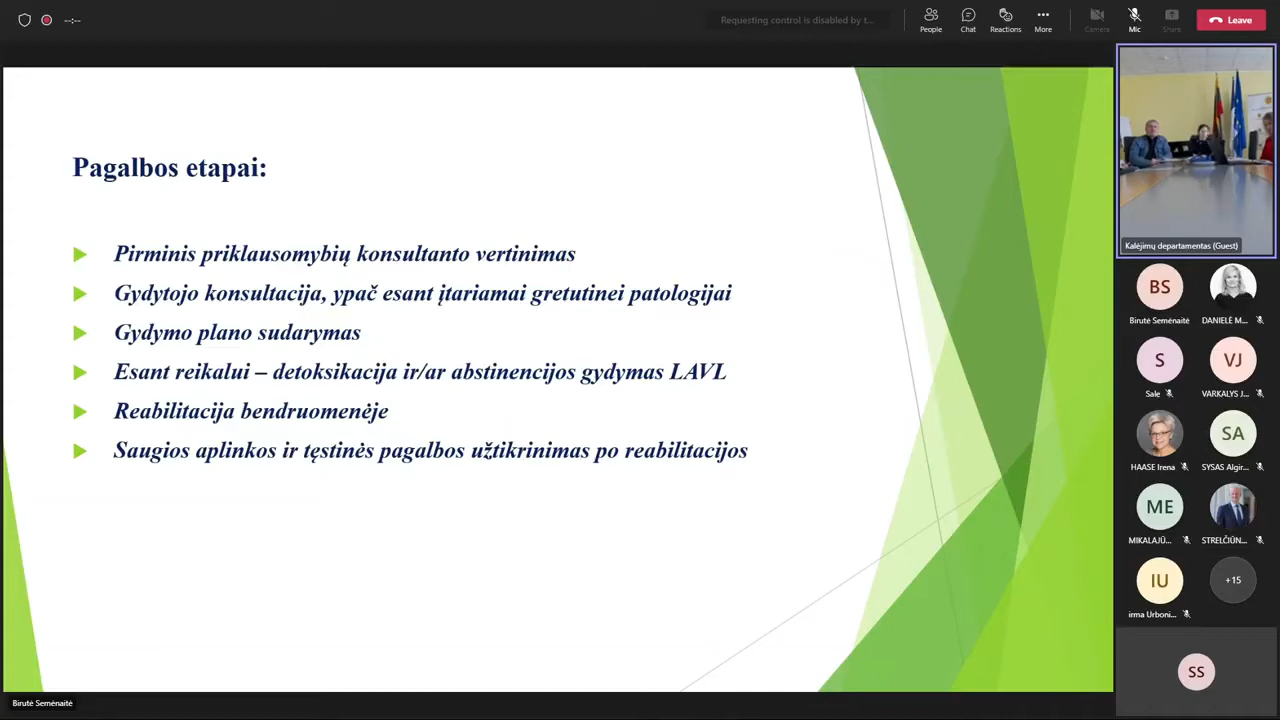 --:--
Requesting control is disabled by t...
People
Chat
Reactions
More
Camera
Mic
Share
Leave
Pagalbos etapai:
Pirminis priklausomybių konsultanto vertinimas
Gydytojo konsultacija, ypač esant įtariamai gretutinei patologijai
Gydymo plano sudarymas
Esant reikalui – detoksikacija ir/ar abstinencijos gydymas LAVL
Reabilitacija bendruomenėje
Saugios aplinkos ir tęstinės pagalbos užtikrinimas po reabilitacijos
Birutė Semėnaitė
Kalėjimų departamentas (Guest)
BS
Birutė Semėnaitė
DANIELĖ M...
S
Sale
VJ
VARKALYS J...
HAASE Irena
SA
SYSAS Algir...
ME
MIKALAJŪ...
STRELČIŪN...
IU
irma Urboni...
+15
SS